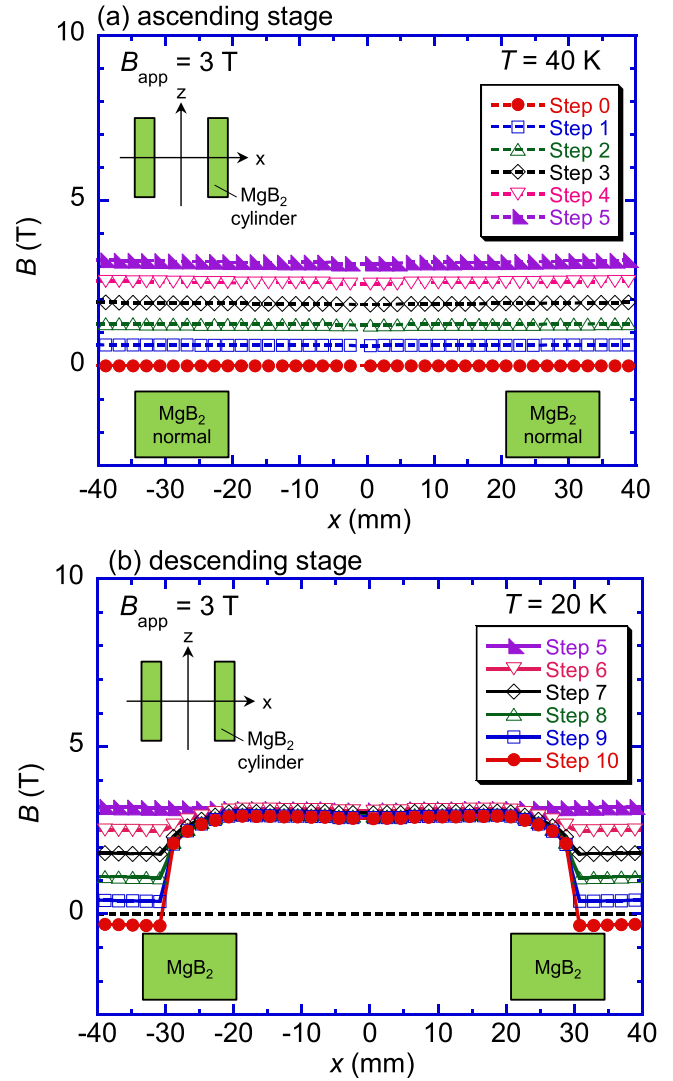 (a) ascending stage
10
B_app = 3 T
T = 40 K
z
x
MgB₂
cylinder
Step 0
Step 1
Step 2
Step 3
Step 4
Step 5
5
B (T)
0
MgB₂
normal
MgB₂
normal
-40 -30 -20 -10 0 10 20 30 40
x (mm)
(b) descending stage
10
B_app = 3 T
T = 20 K
z
x
MgB₂
cylinder
Step 5
Step 6
Step 7
Step 8
Step 9
Step 10
5
B (T)
0
MgB₂
MgB₂
-40 -30 -20 -10 0 10 20 30 40
x (mm)